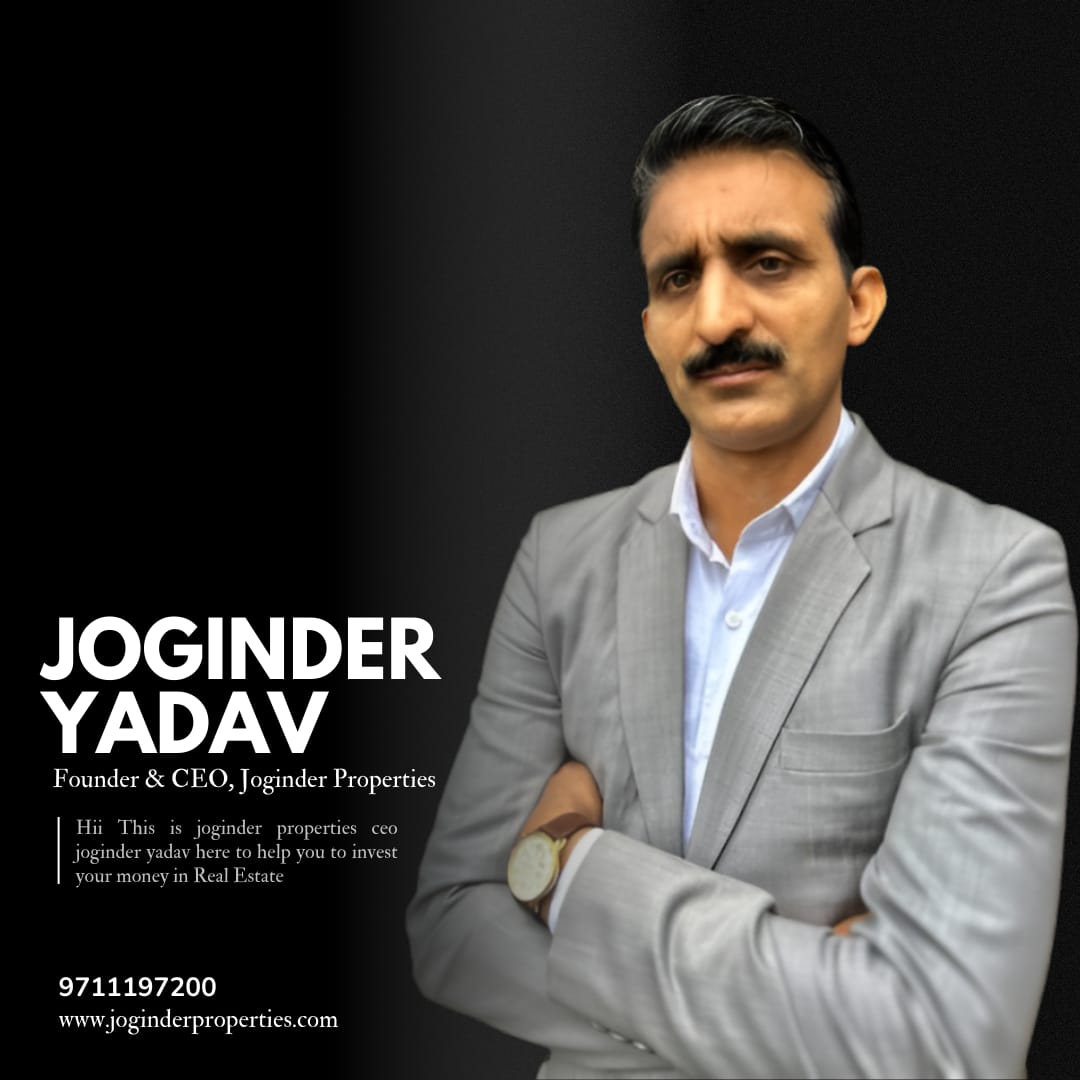 JOGINDER
YADAV
Founder & CEO, Joginder Properties
Hii This is joginder properties ceo
joginder yadav here to help you to invest
your money in Real Estate
9711197200
www.joginderproperties.com